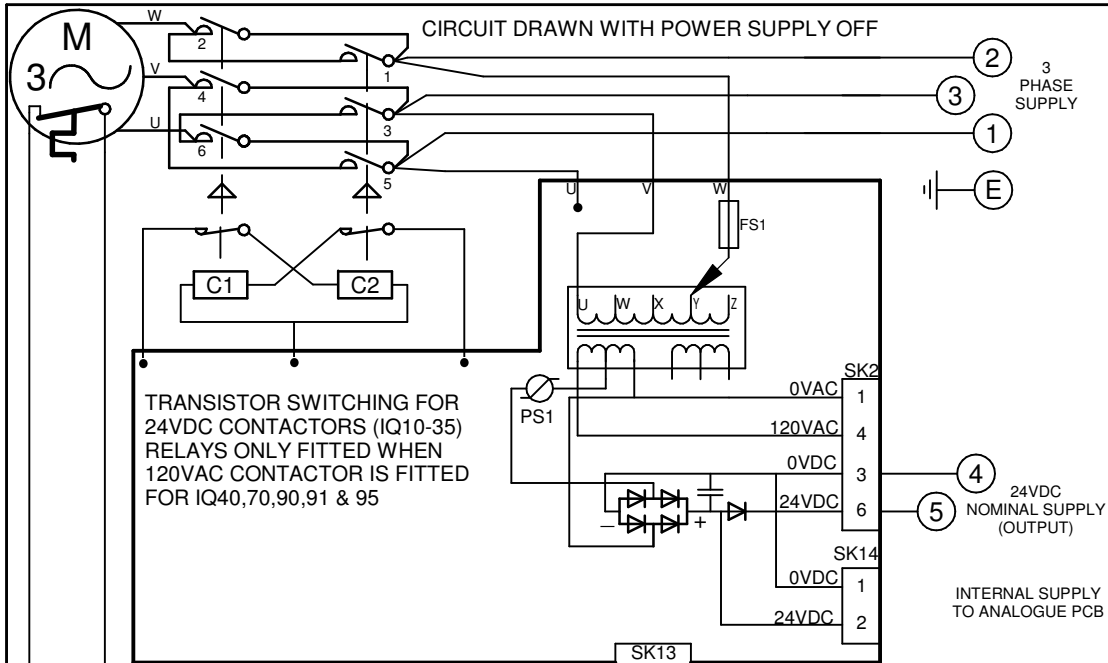 CIRCUIT DRAWN WITH POWER SUPPLY OFF
M
3
W
V
U
2
1
4
3
6
5
2
3
1
E
3
PHASE
SUPPLY
C1
C2
U
V
W
FS1
U W X Y Z
PS1
TRANSISTOR SWITCHING FOR
24VDC CONTACTORS (IQ10-35)
RELAYS ONLY FITTED WHEN
120VAC CONTACTOR IS FITTED
FOR IQ40,70,90,91 & 95
SK2
0VAC 1
120VAC 4
0VDC 3
24VDC 6
− +
4
5
24VDC
NOMINAL SUPPLY
(OUTPUT)
SK14
0VDC 1
24VDC 2
INTERNAL SUPPLY
TO ANALOGUE PCB
SK13